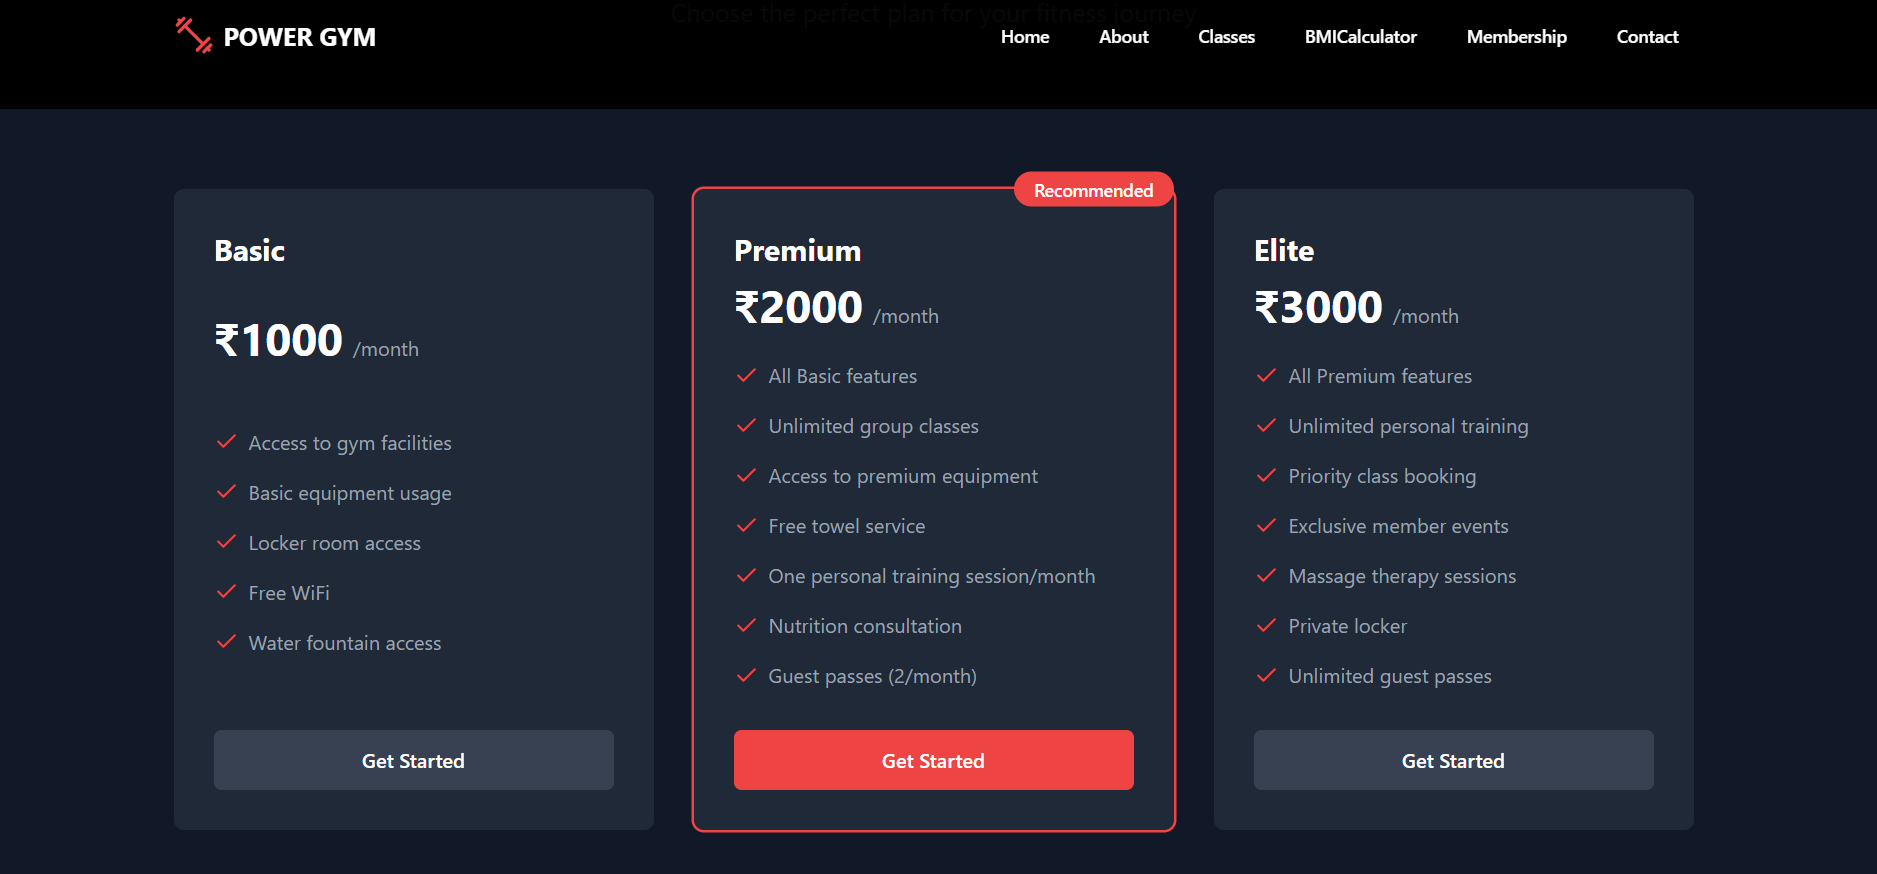 Choose the perfect plan for your fitness journey
POWER GYM
Home About Classes BMICalculator Membership Contact
Recommended
Basic
₹1000 /month
Access to gym facilities
Basic equipment usage
Locker room access
Free WiFi
Water fountain access
Get Started
Premium
₹2000 /month
All Basic features
Unlimited group classes
Access to premium equipment
Free towel service
One personal training session/month
Nutrition consultation
Guest passes (2/month)
Get Started
Elite
₹3000 /month
All Premium features
Unlimited personal training
Priority class booking
Exclusive member events
Massage therapy sessions
Private locker
Unlimited guest passes
Get Started